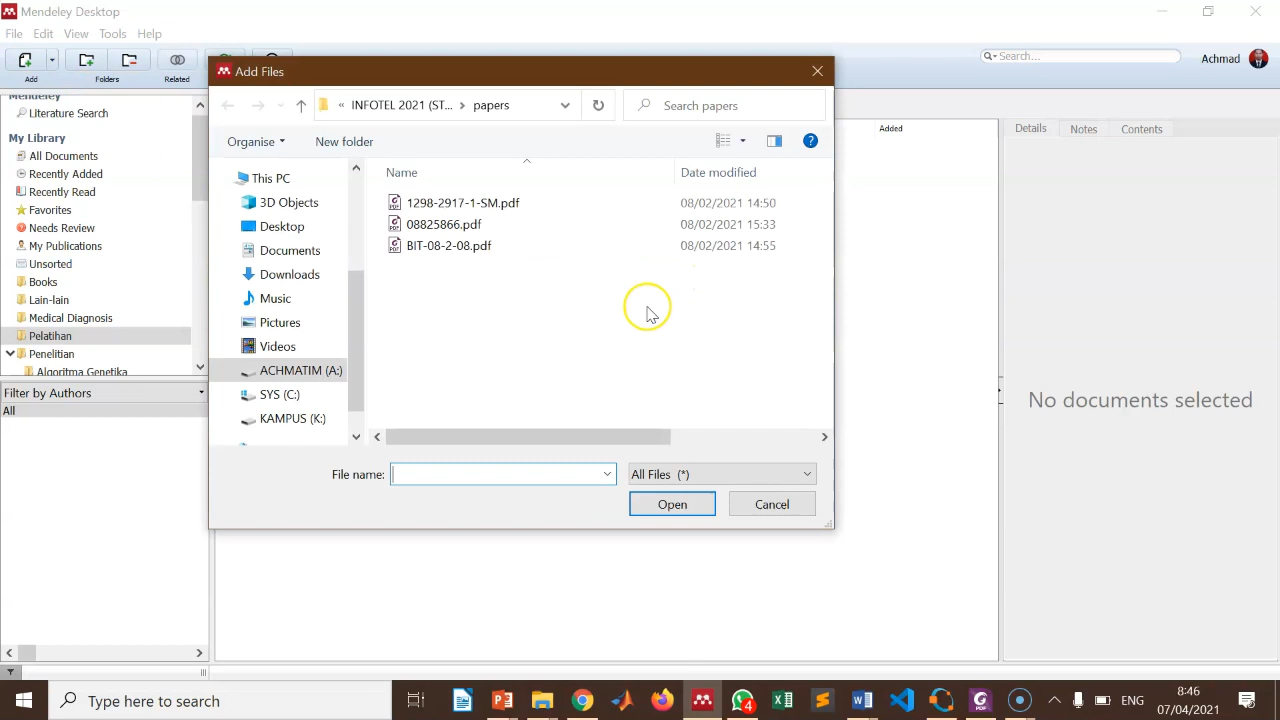 Mendeley Desktop
File Edit View Tools Help
Add
Folders
Related
Search...
Achmad
Mendeley
Literature Search
My Library
All Documents
Recently Added
Recently Read
Favorites
Needs Review
My Publications
Unsorted
Books
Lain-lain
Medical Diagnosis
Pelatihan
Penelitian
Algoritma Genetika
Filter by Authors
All
Add Files
« INFOTEL 2021 (ST... › papers
Search papers
Organise
New folder
This PC
3D Objects
Desktop
Documents
Downloads
Music
Pictures
Videos
ACHMATIM (A:)
SYS (C:)
KAMPUS (K:)
Name Date modified
1298-2917-1-SM.pdf 08/02/2021 14:50
08825866.pdf 08/02/2021 15:33
BIT-08-2-08.pdf 08/02/2021 14:55
File name:
All Files (*)
Open
Cancel
Added
Details Notes Contents
No documents selected
Type here to search
4
ENG
8:46
07/04/2021